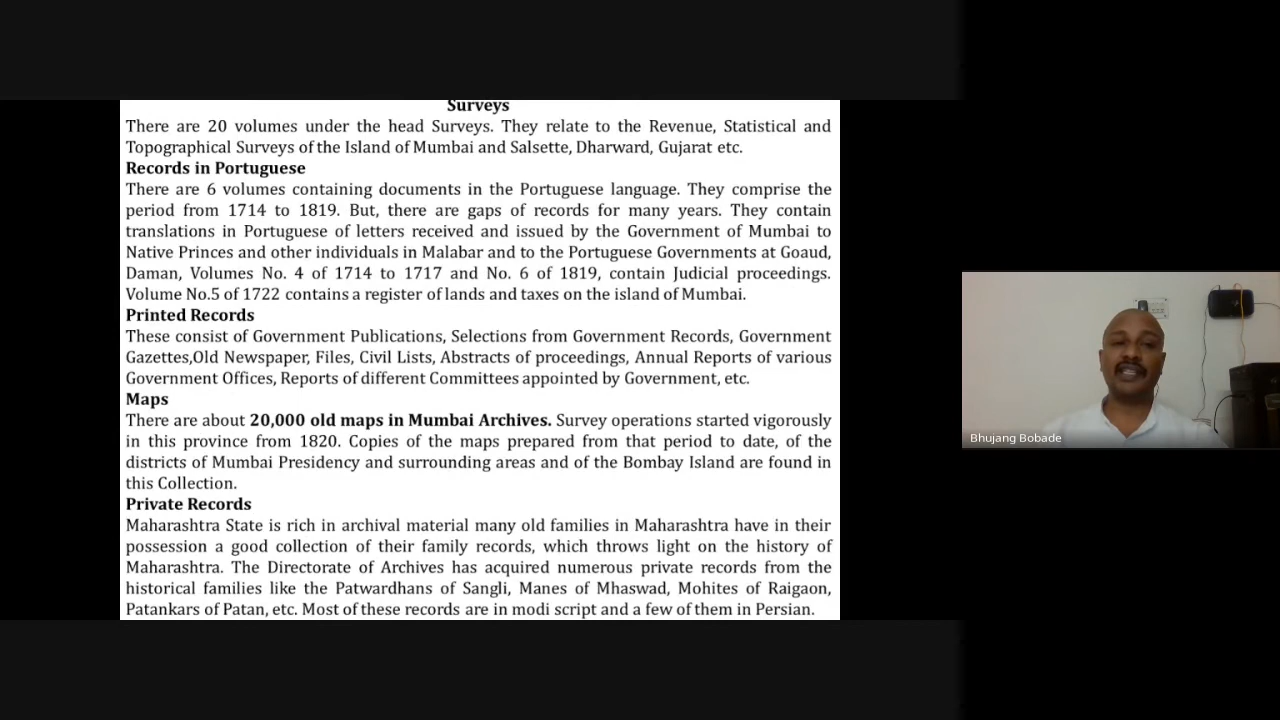 Surveys
There are 20 volumes under the head Surveys. They relate to the Revenue, Statistical and
Topographical Surveys of the Island of Mumbai and Salsette, Dharward, Gujarat etc.
Records in Portuguese
There are 6 volumes containing documents in the Portuguese language. They comprise the
period from 1714 to 1819. But, there are gaps of records for many years. They contain
translations in Portuguese of letters received and issued by the Government of Mumbai to
Native Princes and other individuals in Malabar and to the Portuguese Governments at Goaud,
Daman, Volumes No. 4 of 1714 to 1717 and No. 6 of 1819, contain Judicial proceedings.
Volume No.5 of 1722 contains a register of lands and taxes on the island of Mumbai.
Printed Records
These consist of Government Publications, Selections from Government Records, Government
Gazettes,Old Newspaper, Files, Civil Lists, Abstracts of proceedings, Annual Reports of various
Government Offices, Reports of different Committees appointed by Government, etc.
Maps
There are about 20,000 old maps in Mumbai Archives. Survey operations started vigorously
in this province from 1820. Copies of the maps prepared from that period to date, of the
districts of Mumbai Presidency and surrounding areas and of the Bombay Island are found in
this Collection.
Private Records
Maharashtra State is rich in archival material many old families in Maharashtra have in their
possession a good collection of their family records, which throws light on the history of
Maharashtra. The Directorate of Archives has acquired numerous private records from the
historical families like the Patwardhans of Sangli, Manes of Mhaswad, Mohites of Raigaon,
Patankars of Patan, etc. Most of these records are in modi script and a few of them in Persian.
Bhujang Bobade